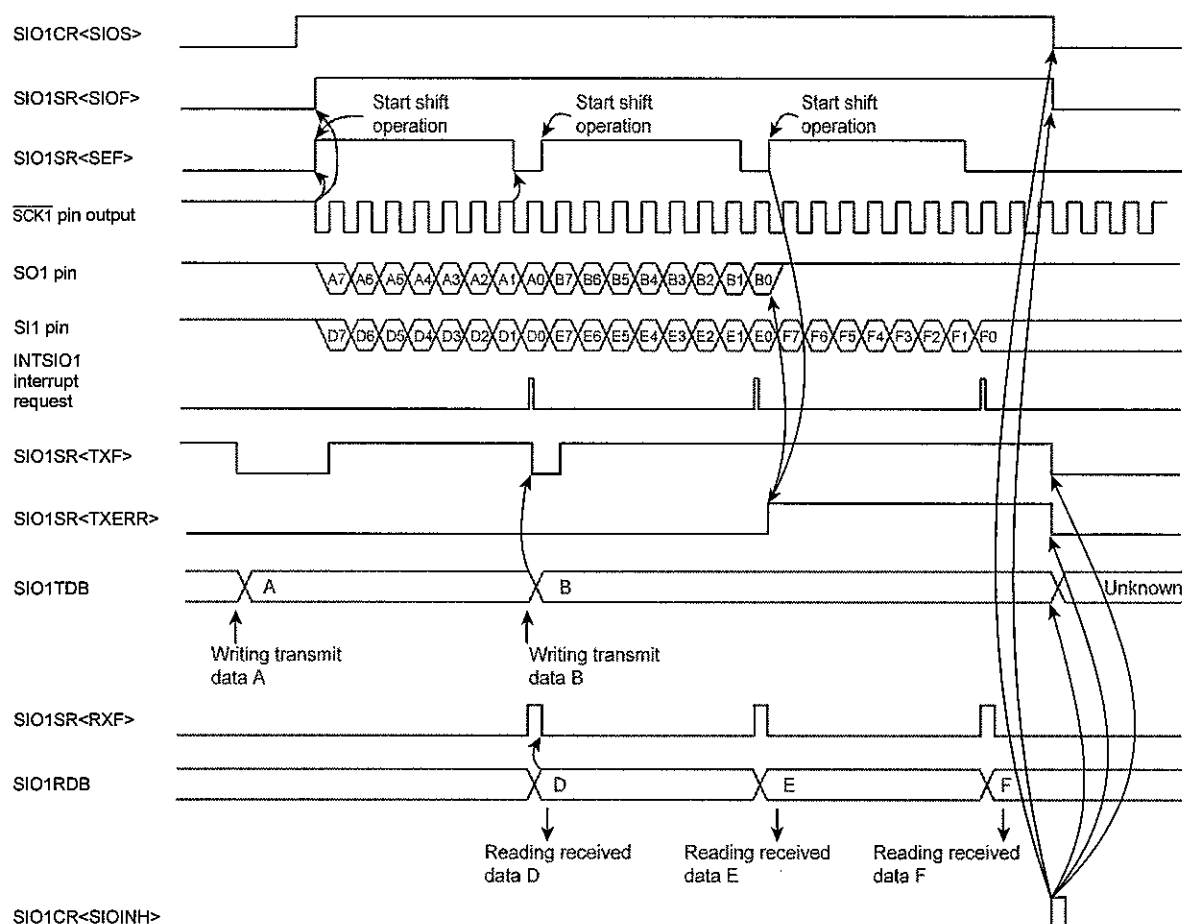 SIO1CR<SIOS>
SIO1SR<SIOF>
Start shift
operation
Start shift
operation
Start shift
operation
SIO1SR<SEF>
SCK1 pin output
SO1 pin
A7 A6 A5 A4 A3 A2 A1 A0 B7 B6 B5 B4 B3 B2 B1 B0
SI1 pin
D7 D6 D5 D4 D3 D2 D1 D0 E7 E6 E5 E4 E3 E2 E1 E0 F7 F6 F5 F4 F3 F2 F1 F0
INTSIO1
interrupt
request
SIO1SR<TXF>
SIO1SR<TXERR>
SIO1TDB
A
B
Unknown
Writing transmit
data A
Writing transmit
data B
SIO1SR<RXF>
SIO1RDB
D
E
F
Reading received
data D
Reading received
data E
Reading received
data F
SIO1CR<SIOINH>